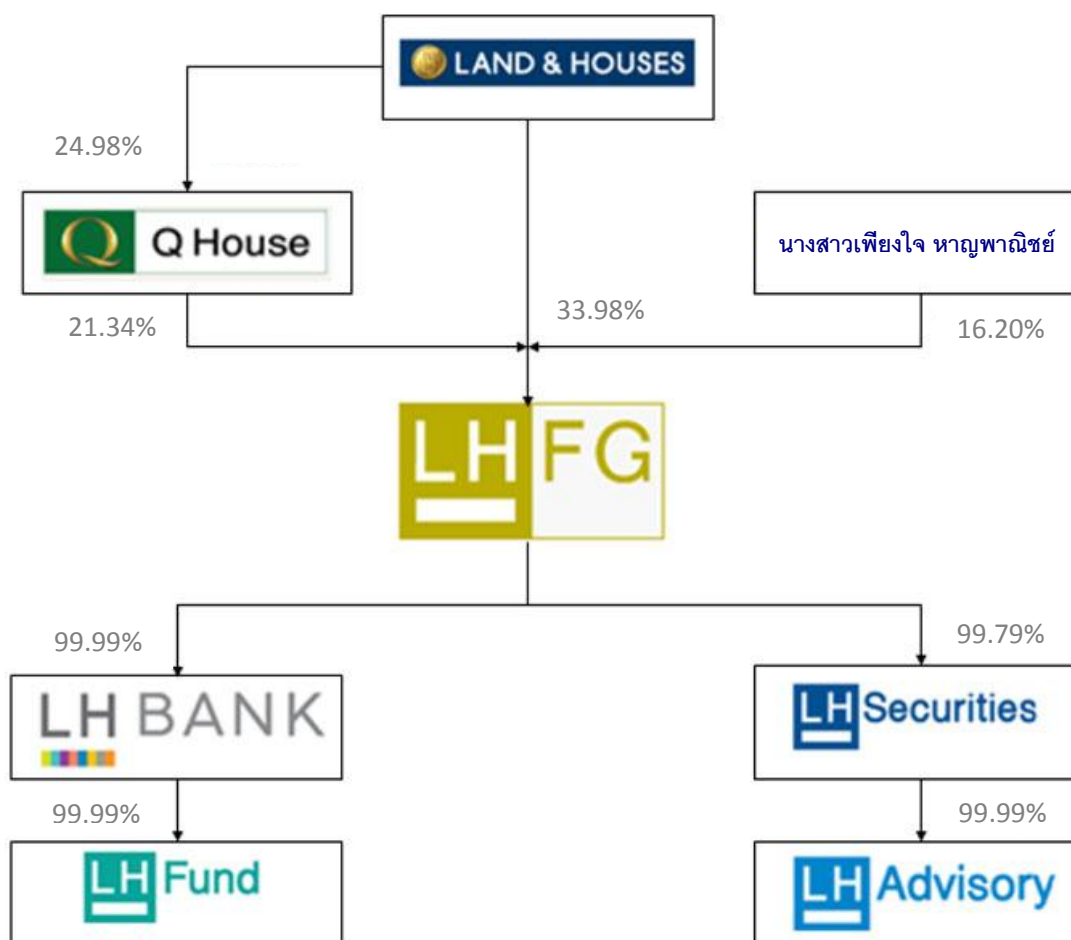 LAND & HOUSES
24.98%
Q Q House
นางสาวเพียงใจ หาญพาณิชย์
21.34%
33.98%
16.20%
LH FG
99.99%
99.79%
LH BANK
LH Securities
99.99%
99.99%
LH Fund
LH Advisory